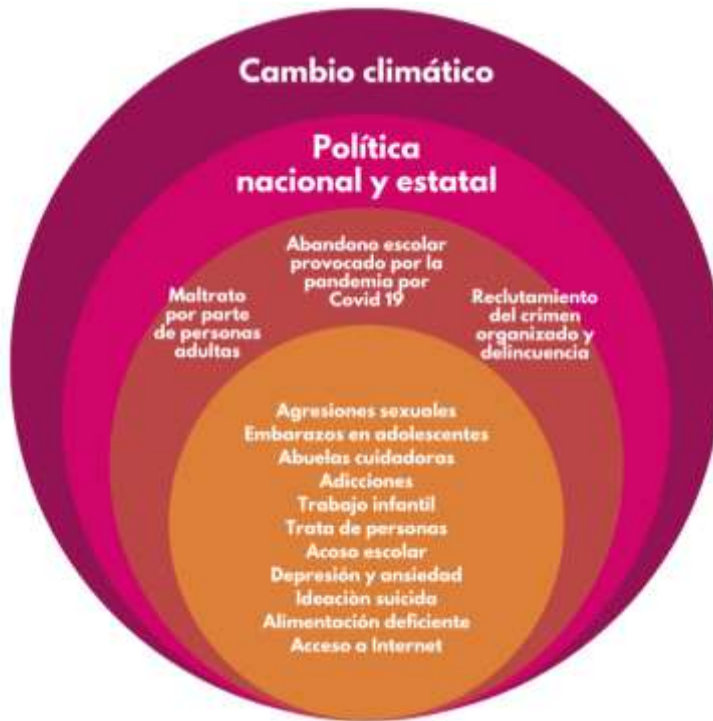 Cambio climático
Política
nacional y estatal
Abandono escolar
provocado por la
pandemia por
Covid 19
Maltrato
por parte
de personas
adultas
Reclutamiento
del crimen
organizado y
delincuencia
Agresiones sexuales
Embarazos en adolescentes
Abuelas cuidadoras
Adicciones
Trabajo infantil
Trata de personas
Acoso escolar
Depresión y ansiedad
Ideaciòn suicida
Alimentación deficiente
Acceso a Internet